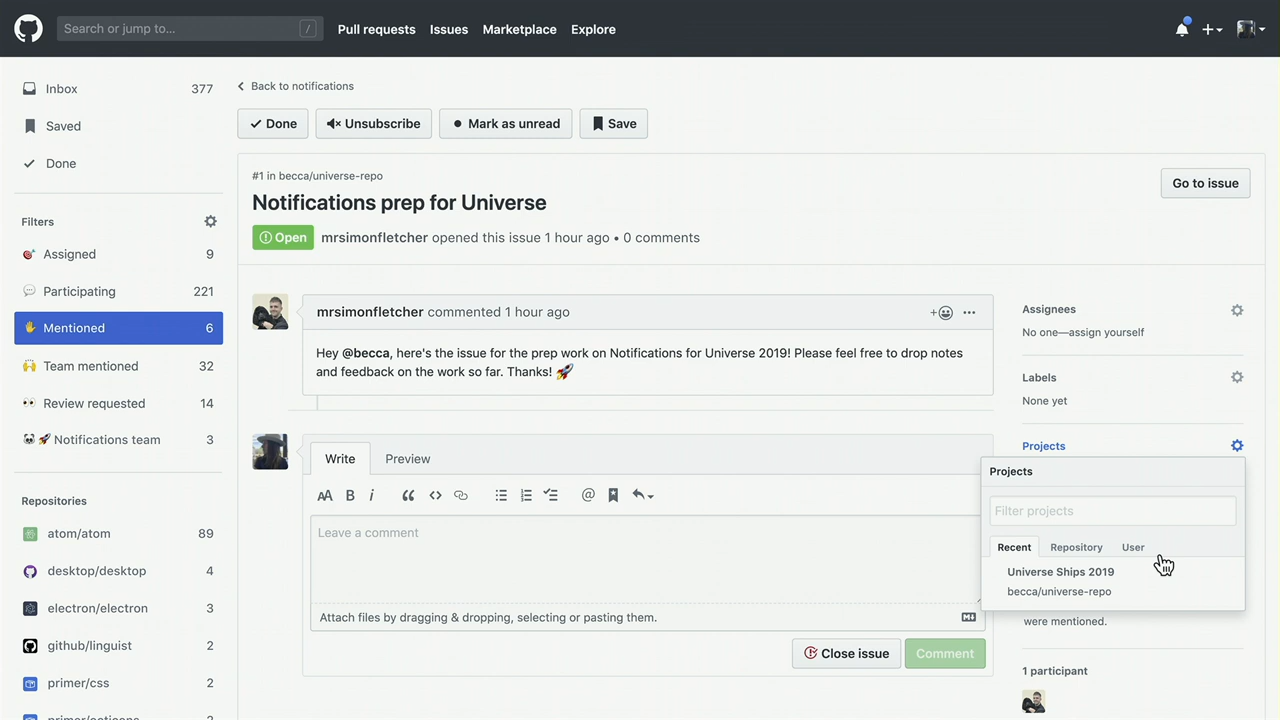 Search or jump to...
/
Pull requests
Issues
Marketplace
Explore
Inbox
377
Saved
Done
Filters
Assigned
9
Participating
221
Mentioned
6
Team mentioned
32
Review requested
14
Notifications team
3
Repositories
atom/atom
89
desktop/desktop
4
electron/electron
3
github/linguist
2
primer/css
2
Back to notifications
Done
Unsubscribe
Mark as unread
Save
#1 in becca/universe-repo
Notifications prep for Universe
Go to issue
Open
mrsimonfletcher opened this issue 1 hour ago • 0 comments
mrsimonfletcher commented 1 hour ago
Hey @becca, here's the issue for the prep work on Notifications for Universe 2019! Please feel free to drop notes
and feedback on the work so far. Thanks! 🚀
Write
Preview
AA B i
@
Leave a comment
Attach files by dragging & dropping, selecting or pasting them.
Close issue
Comment
Assignees
No one—assign yourself
Labels
None yet
Projects
Projects
Filter projects
Recent
Repository
User
Universe Ships 2019
becca/universe-repo
were mentioned.
1 participant